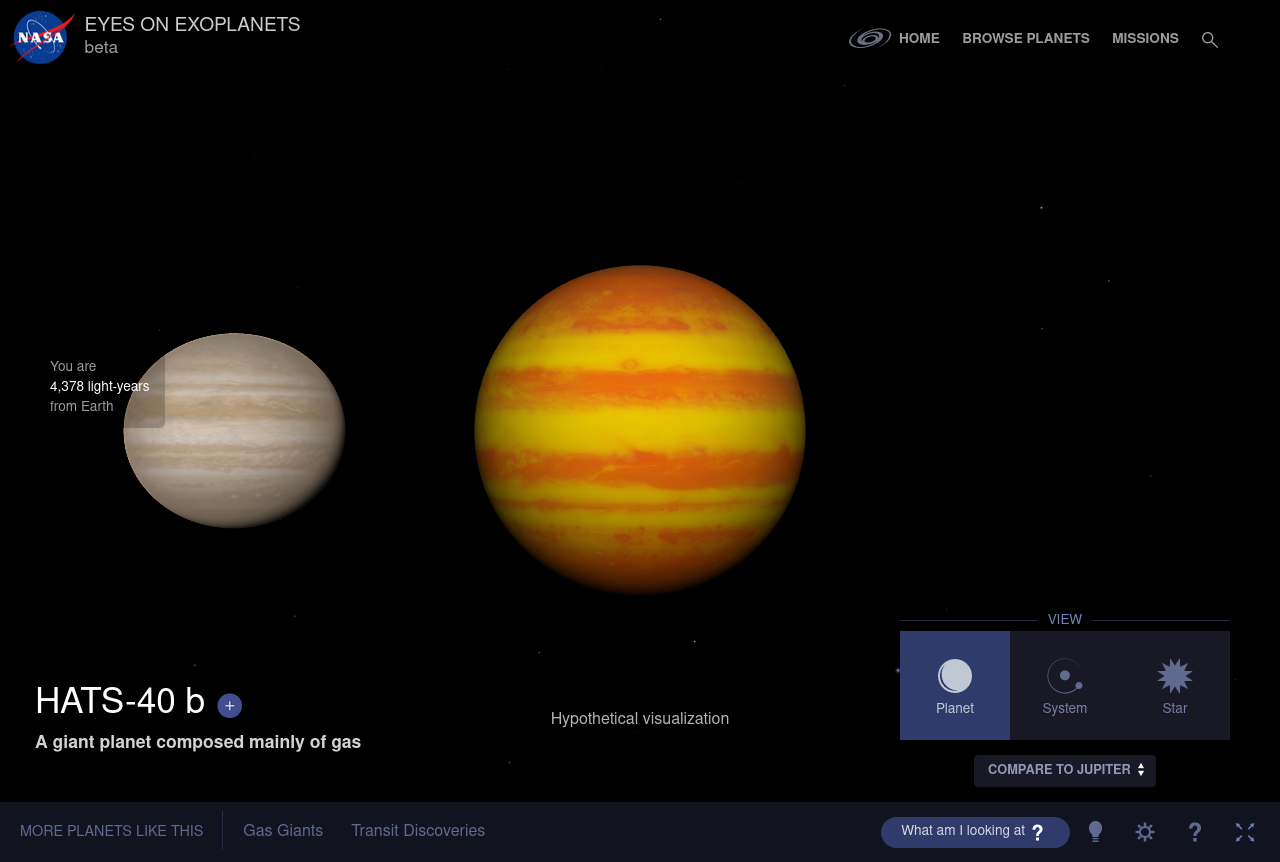 NASA
EYES ON EXOPLANETS
beta
HOME
BROWSE PLANETS
MISSIONS
You are
4,378 light-years
from Earth
VIEW
Planet
System
Star
HATS-40 b +
A giant planet composed mainly of gas
Hypothetical visualization
COMPARE TO JUPITER
MORE PLANETS LIKE THIS
Gas Giants
Transit Discoveries
What am I looking at ?
?